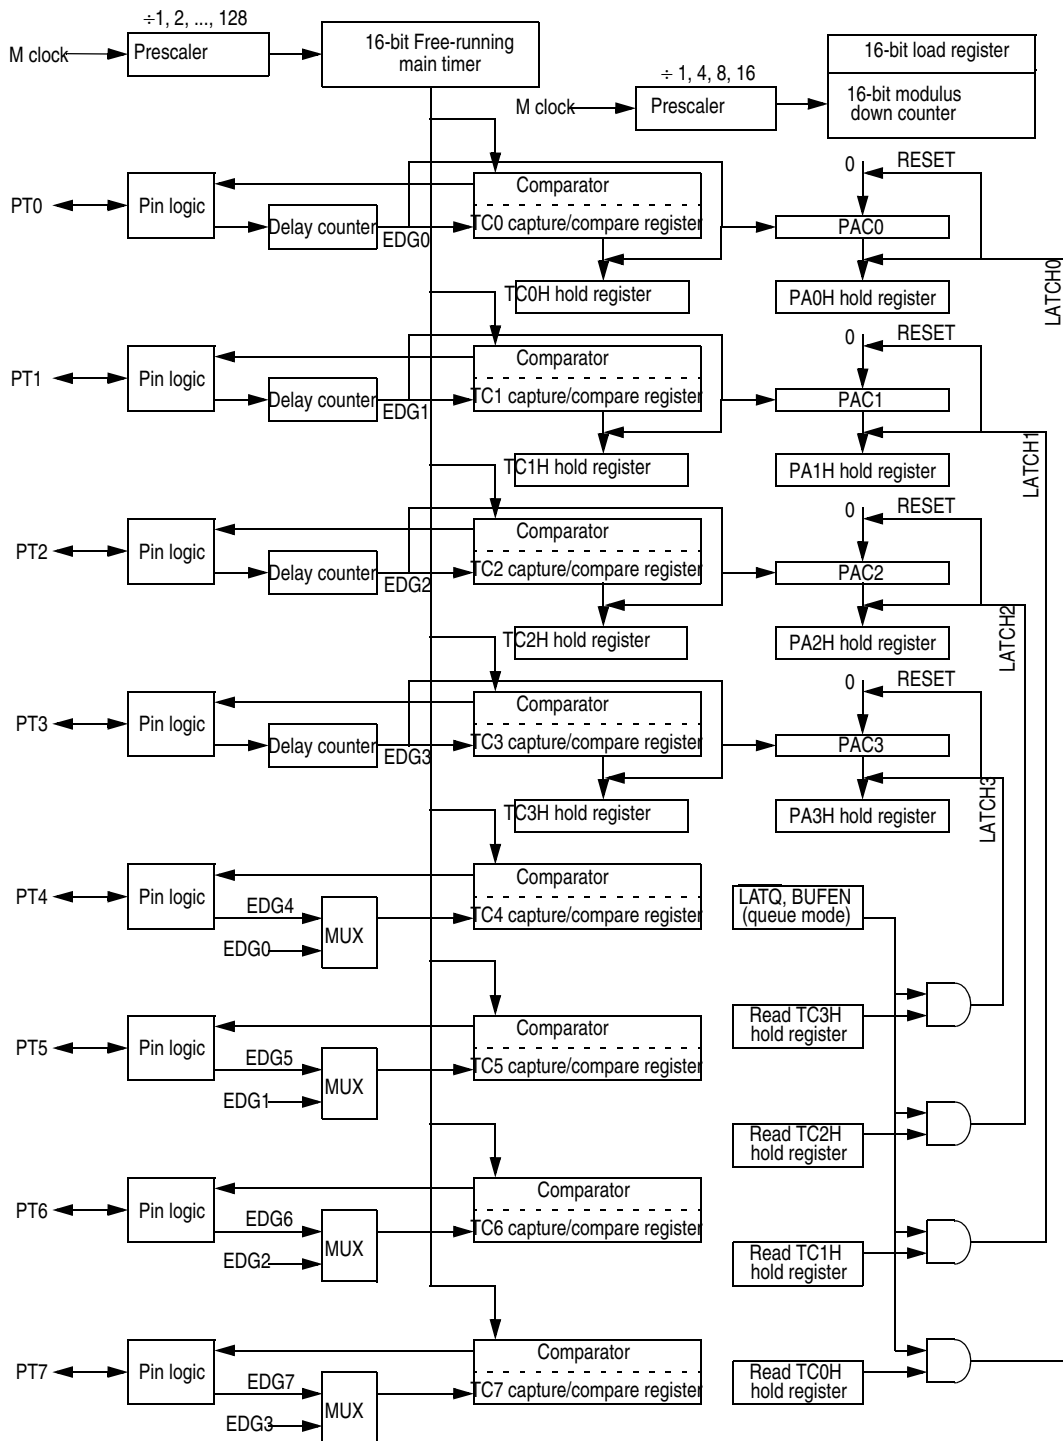 ÷1, 2, ..., 128
M clock
Prescaler
16-bit Free-running
main timer
÷ 1, 4, 8, 16
M clock
Prescaler
16-bit load register
16-bit modulus
down counter
PT0
Pin logic
Delay counter
EDG0
Comparator
TC0 capture/compare register
TC0H hold register
0
RESET
PAC0
PA0H hold register
LATCH0
PT1
Pin logic
Delay counter
EDG1
Comparator
TC1 capture/compare register
TC1H hold register
0
RESET
PAC1
PA1H hold register
LATCH1
PT2
Pin logic
Delay counter
EDG2
Comparator
TC2 capture/compare register
TC2H hold register
0
RESET
PAC2
PA2H hold register
LATCH2
PT3
Pin logic
Delay counter
EDG3
Comparator
TC3 capture/compare register
TC3H hold register
0
RESET
PAC3
PA3H hold register
LATCH3
PT4
Pin logic
EDG4
EDG0
MUX
Comparator
TC4 capture/compare register
LATQ, BUFEN
(queue mode)
PT5
Pin logic
EDG5
EDG1
MUX
Comparator
TC5 capture/compare register
Read TC3H
hold register
Read TC2H
hold register
PT6
Pin logic
EDG6
EDG2
MUX
Comparator
TC6 capture/compare register
Read TC1H
hold register
PT7
Pin logic
EDG7
EDG3
MUX
Comparator
TC7 capture/compare register
Read TC0H
hold register